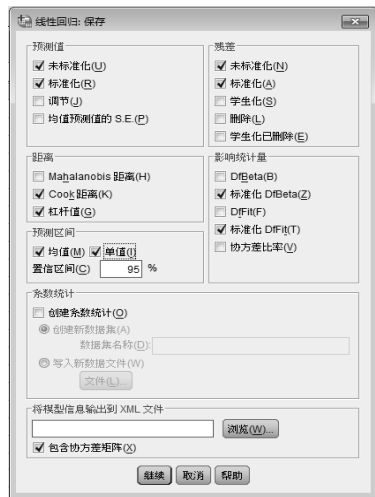 线性回归: 保存
预测值
未标准化(U)
标准化(R)
调节(J)
均值预测值的 S.E.(P)
残差
未标准化(N)
标准化(A)
学生化(S)
删除(L)
学生化已删除(E)
距离
Mahalanobis 距离(H)
Cook 距离(K)
杠杆值(G)
影响统计量
DfBeta(B)
标准化 DfBeta(Z)
DfFit(F)
标准化 DfFit(T)
协方差比率(V)
预测区间
均值(M) 单值(I)
置信区间(C) 95 %
系数统计
创建系数统计(O)
创建新数据集(A)
数据集名称(D):
写入新数据文件(W)
文件(L)...
将模型信息输出到 XML 文件
浏览(W)...
包含协方差矩阵(X)
继续 取消 帮助